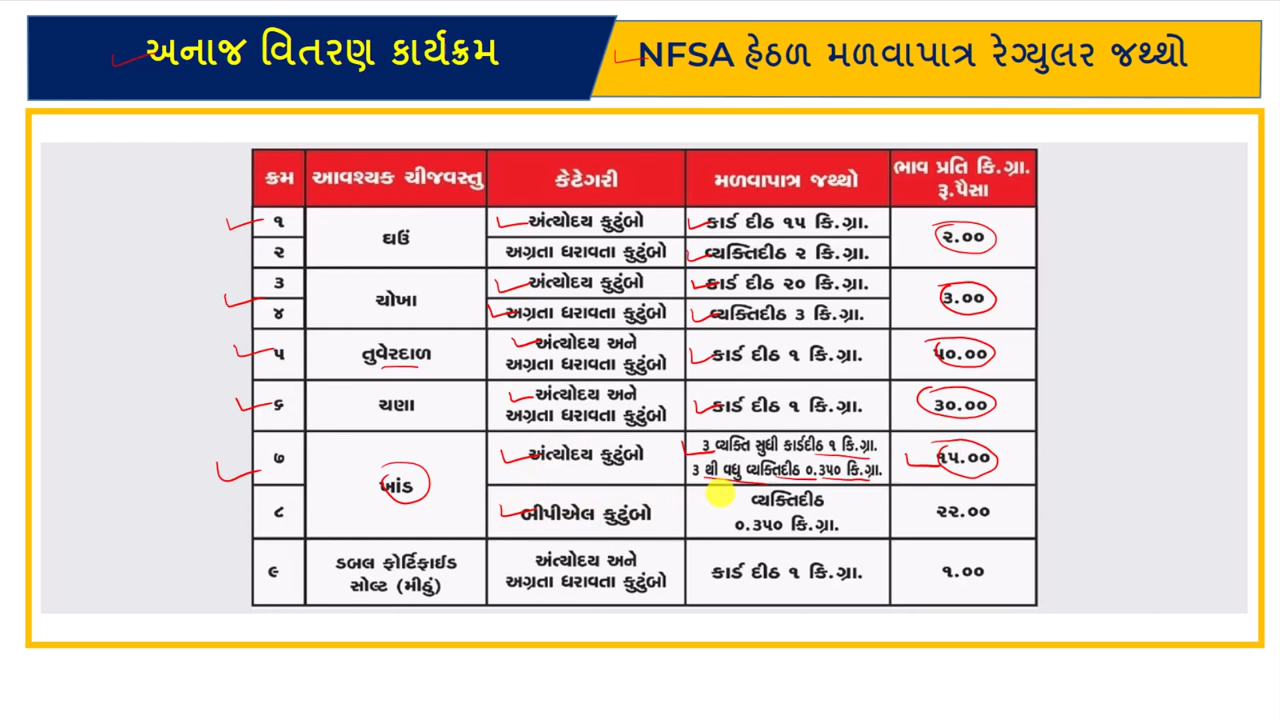 અનાજ વિતરણ કાર્યક્રમ
NFSA હેઠળ મળવાપાત્ર રેગ્યુલર જથ્થો
ક્રમ આવશ્યક ચીજવસ્તુ કેટેગરી મળવાપાત્ર જથ્થો ભાવ પ્રતિ કિ.ગ્રા. રૂ.પૈસા
૧ ઘઉં અંત્યોદય કુટુંબો કાર્ડ દીઠ ૧૫ કિ.ગ્રા. ૨.૦૦
૨ અગ્રતા ધરાવતા કુટુંબો વ્યક્તિદીઠ ૨ કિ.ગ્રા.
૩ ચોખા અંત્યોદય કુટુંબો કાર્ડ દીઠ ૨૦ કિ.ગ્રા. ૩.૦૦
૪ અગ્રતા ધરાવતા કુટુંબો વ્યક્તિદીઠ ૩ કિ.ગ્રા.
૫ તુવેરદાળ અંત્યોદય અને કાર્ડ દીઠ ૧ કિ.ગ્રા. ૫૦.૦૦
અગ્રતા ધરાવતા કુટુંબો
૬ ચણા અંત્યોદય અને કાર્ડ દીઠ ૧ કિ.ગ્રા. ૩૦.૦૦
અગ્રતા ધરાવતા કુટુંબો
૭ ખાંડ અંત્યોદય કુટુંબો ૩ વ્યક્તિ સુધી કાર્ડદીઠ ૧ કિ.ગ્રા. ૧૫.૦૦
૩ થી વધુ વ્યક્તિદીઠ ૦.૩૫૦ કિ.ગ્રા.
૮ બીપીએલ કુટુંબો વ્યક્તિદીઠ ૨૨.૦૦
૦.૩૫૦ કિ.ગ્રા.
૯ ડબલ ફોર્ટિફાઈડ અંત્યોદય અને કાર્ડ દીઠ ૧ કિ.ગ્રા. ૧.૦૦
સોલ્ટ (મીઠું) અગ્રતા ધરાવતા કુટુંબો